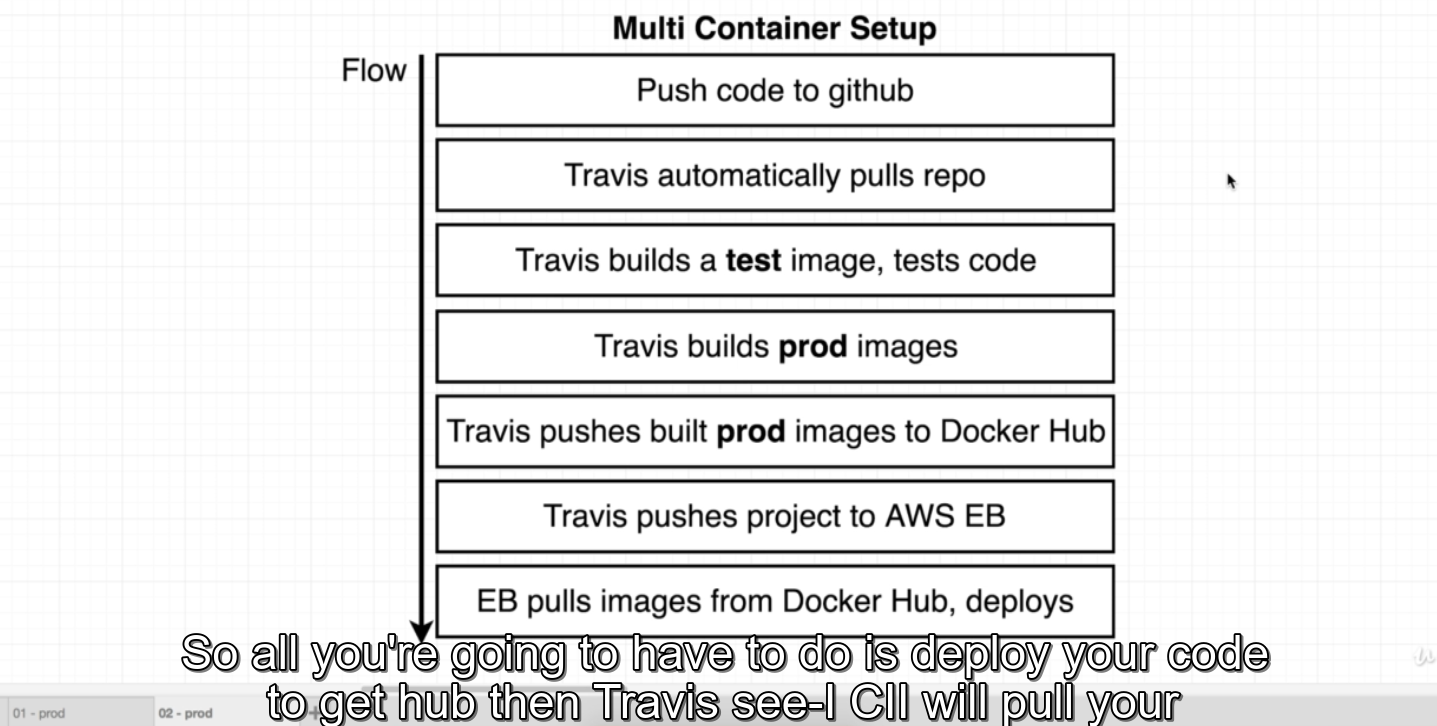 Multi Container Setup
Flow
Push code to github
Travis automatically pulls repo
Travis builds a test image, tests code
Travis builds prod images
Travis pushes built prod images to Docker Hub
Travis pushes project to AWS EB
EB pulls images from Docker Hub, deploys
So all you're going to have to do is deploy your code
to get hub then Travis see-I CII will pull your
01 - prod
02 - prod